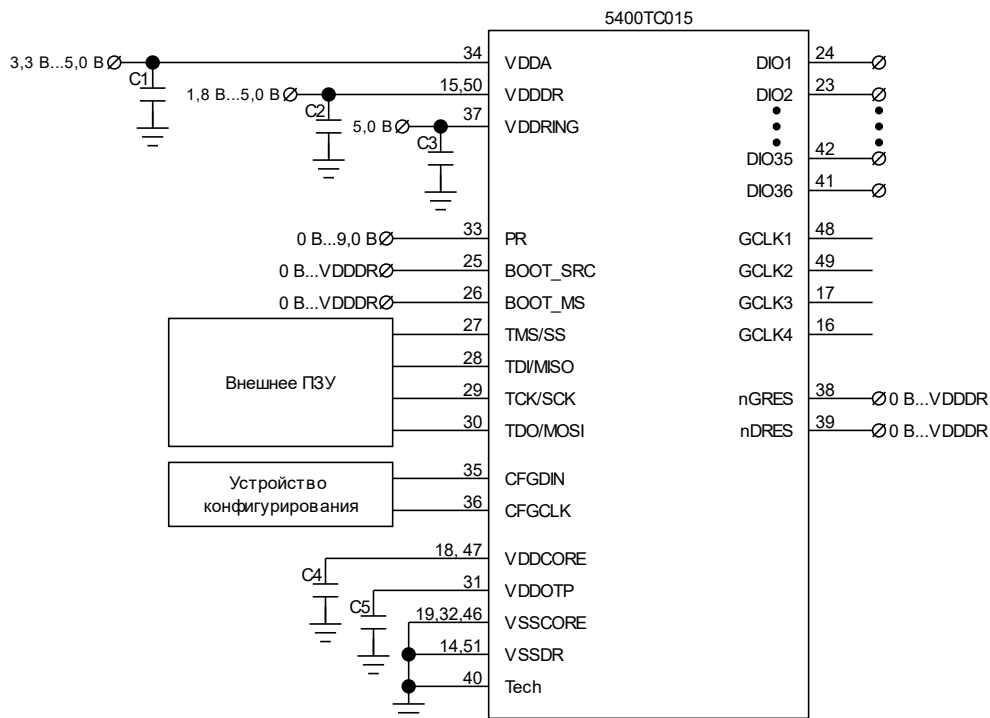 5400TC015
3,3 В...5,0 В
C1
34
VDDA
DIO1
24
1,8 В...5,0 В
C2
15,50
VDDDR
DIO2
23
5,0 В
C3
37
VDDRING
DIO35
42
DIO36
41
0 В...9,0 В
33
PR
GCLK1
48
0 В...VDDDR
25
BOOT_SRC
GCLK2
49
0 В...VDDDR
26
BOOT_MS
GCLK3
17
27
TMS/SS
GCLK4
16
Внешнее ПЗУ
28
TDI/MISO
29
TCK/SCK
nGRES
38
0 В...VDDDR
30
TDO/MOSI
nDRES
39
0 В...VDDDR
Устройство
конфигурирования
35
CFGDIN
36
CFGCLK
C4
18, 47
VDDCORE
C5
31
VDDOTP
19,32,46
VSSCORE
14,51
VSSDR
40
Tech